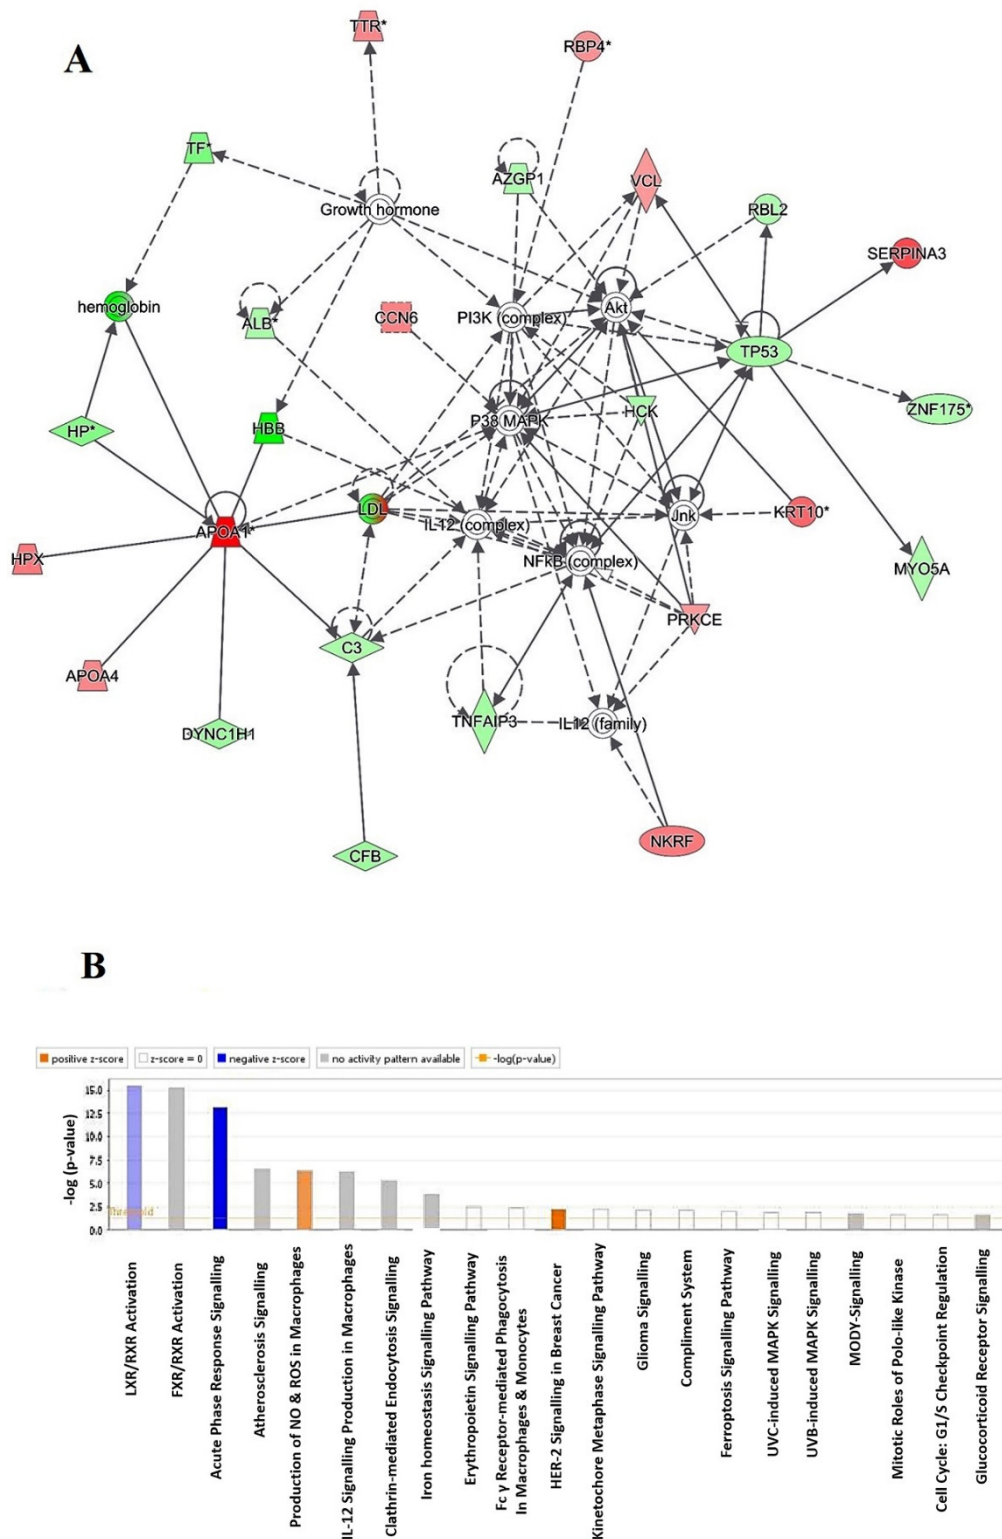 A
TTR*
RBP4*
TF*
AZGP1
VCL
Growth hormone
RBL2
SERPINA3
hemoglobin
ALB*
CCN6
PI3K (complex)
Akt
TP53
ZNF175*
HP*
HBB
P38 MAPK
HCK
LDL
IL12 (complex)
Jnk
KRT10*
APOA1*
HPX
NFkB (complex)
MYO5A
PRKCE
C3
APOA4
TNFAIP3
IL12 (family)
DYNC1H1
NKRF
CFB
B
positive z-score
z-score = 0
negative z-score
no activity pattern available
-log(p-value)
-log (p-value)
15.0
12.5
10.0
7.5
5.0
2.5
0.0
Threshold
LXR/RXR Activation
FXR/RXR Activation
Acute Phase Response Signalling
Atherosclerosis Signalling
Production of NO & ROS in Macrophages
IL-12 Signalling Production in Macrophages
Clathrin-mediated Endocytosis Signalling
Iron homeostasis Signalling Pathway
Erythropoietin Signalling Pathway
Fc γ Receptor-mediated Phagocytosis
In Macrophages & Monocytes
HER-2 Signalling in Breast Cancer
Kinetochore Metaphase Signalling Pathway
Glioma Signalling
Compliment System
Ferroptosis Signalling Pathway
UVC-induced MAPK Signalling
UVB-induced MAPK Signalling
MODY-Signalling
Mitotic Roles of Polo-like Kinase
Cell Cycle: G1/S Checkpoint Regulation
Glucocorticoid Receptor Signalling